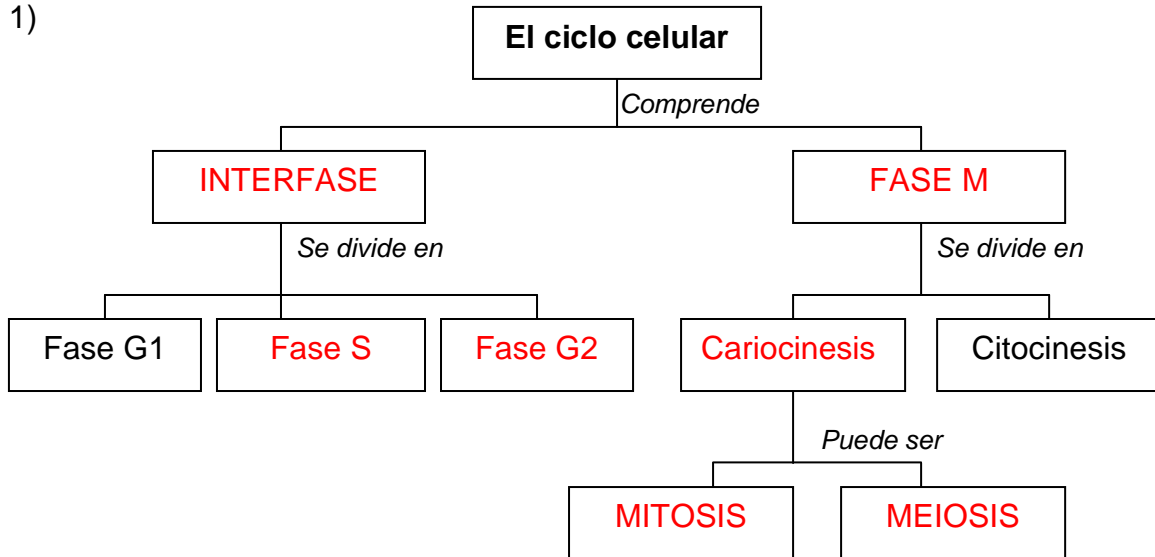 1)
El ciclo celular
Comprende
INTERFASE
FASE M
Se divide en
Se divide en
Fase G1
Fase S
Fase G2
Cariocinesis
Citocinesis
Puede ser
MITOSIS
MEIOSIS